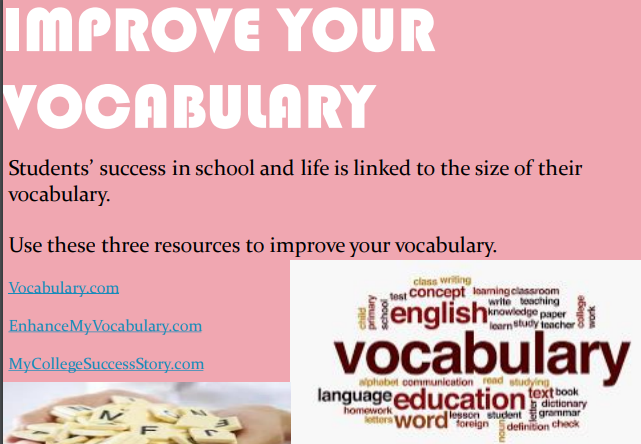 IMPROVE YOUR
VOCABULARY
Students’ success in school and life is linked to the size of their
vocabulary.
Use these three resources to improve your vocabulary.
Vocabulary.com
EnhanceMyVocabulary.com
MyCollegeSuccessStory.com
class writing
test concept learning classroom
child primary school english write teaching
knowledge paper college work
learn study teacher
vocabulary
alphabet communication read studying
language education text book
homework letters word lesson student letter dictionary
grammar
foreign noun definition check
N F